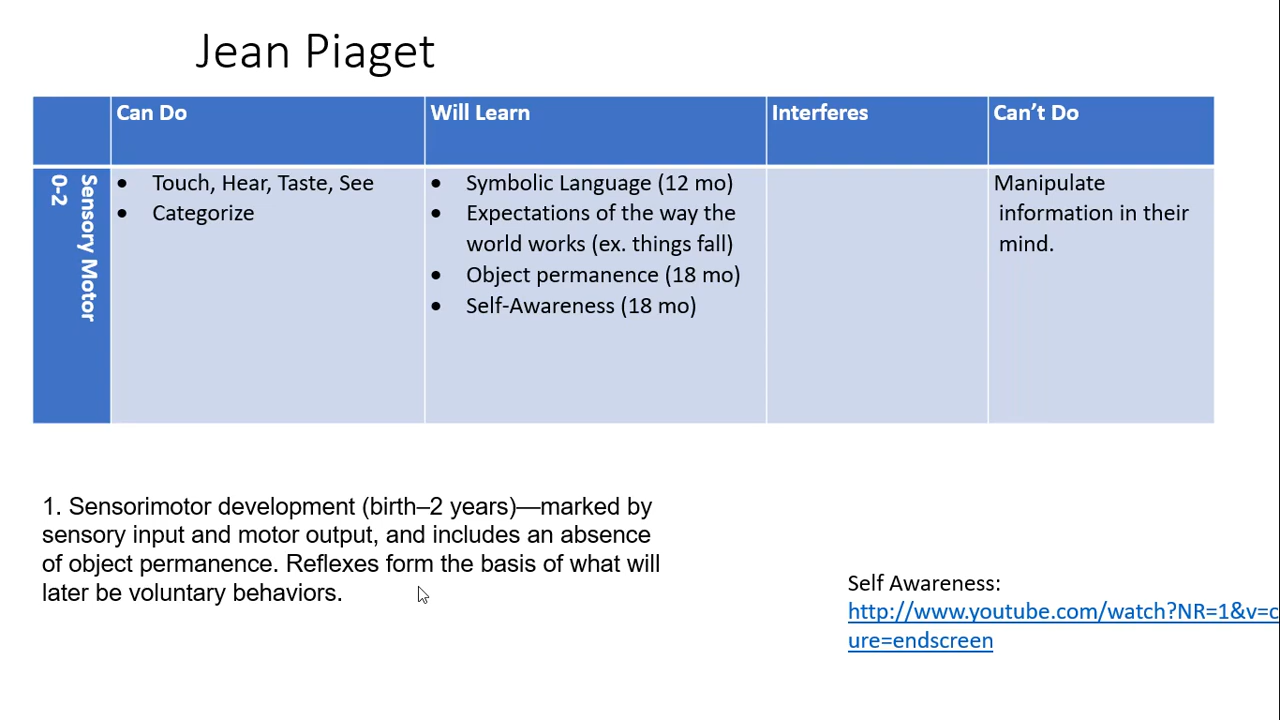 Jean Piaget
Can Do
Will Learn
Interferes
Can't Do
Sensory Motor
0-2
• Touch, Hear, Taste, See
• Categorize
• Symbolic Language (12 mo)
• Expectations of the way the
world works (ex. things fall)
• Object permanence (18 mo)
• Self-Awareness (18 mo)
Manipulate
information in their
mind.
1. Sensorimotor development (birth–2 years)—marked by
sensory input and motor output, and includes an absence
of object permanence. Reflexes form the basis of what will
later be voluntary behaviors.
Self Awareness:
http://www.youtube.com/watch?NR=1&v=c
ure=endscreen